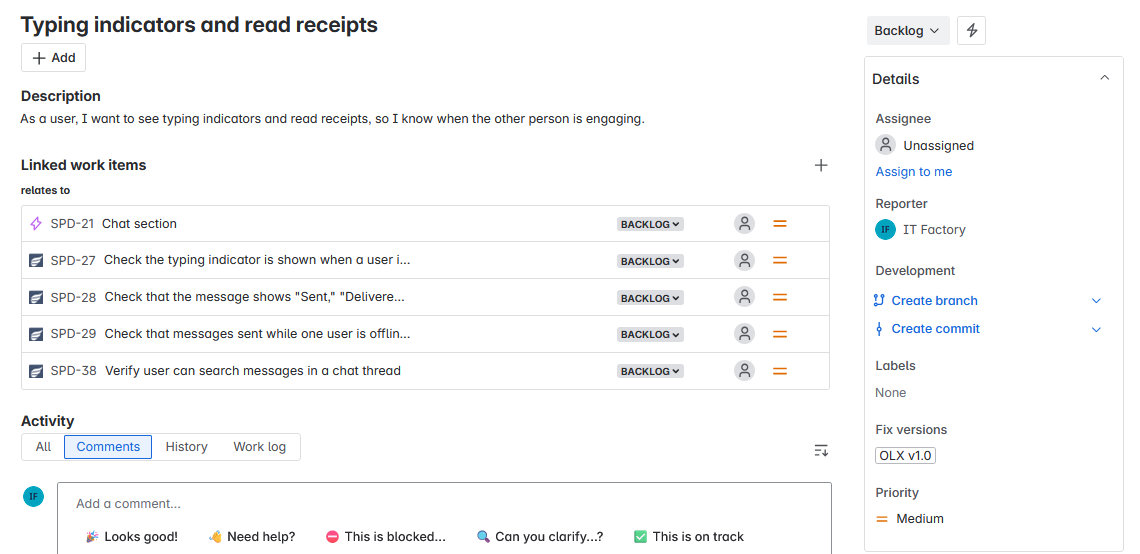 Typing indicators and read receipts
Add
Description
As a user, I want to see typing indicators and read receipts, so I know when the other person is engaging.
Linked work items
relates to
SPD-21 Chat section BACKLOG
SPD-27 Check the typing indicator is shown when a user i... BACKLOG
SPD-28 Check that the message shows "Sent," "Delivere... BACKLOG
SPD-29 Check that messages sent while one user is offlin... BACKLOG
SPD-38 Verify user can search messages in a chat thread BACKLOG
Activity
All Comments History Work log
IF
Add a comment...
Looks good! Need help? This is blocked... Can you clarify...? This is on track
Backlog
Details
Assignee
Unassigned
Assign to me
Reporter
IF IT Factory
Development
Create branch
Create commit
Labels
None
Fix versions
OLX v1.0
Priority
Medium